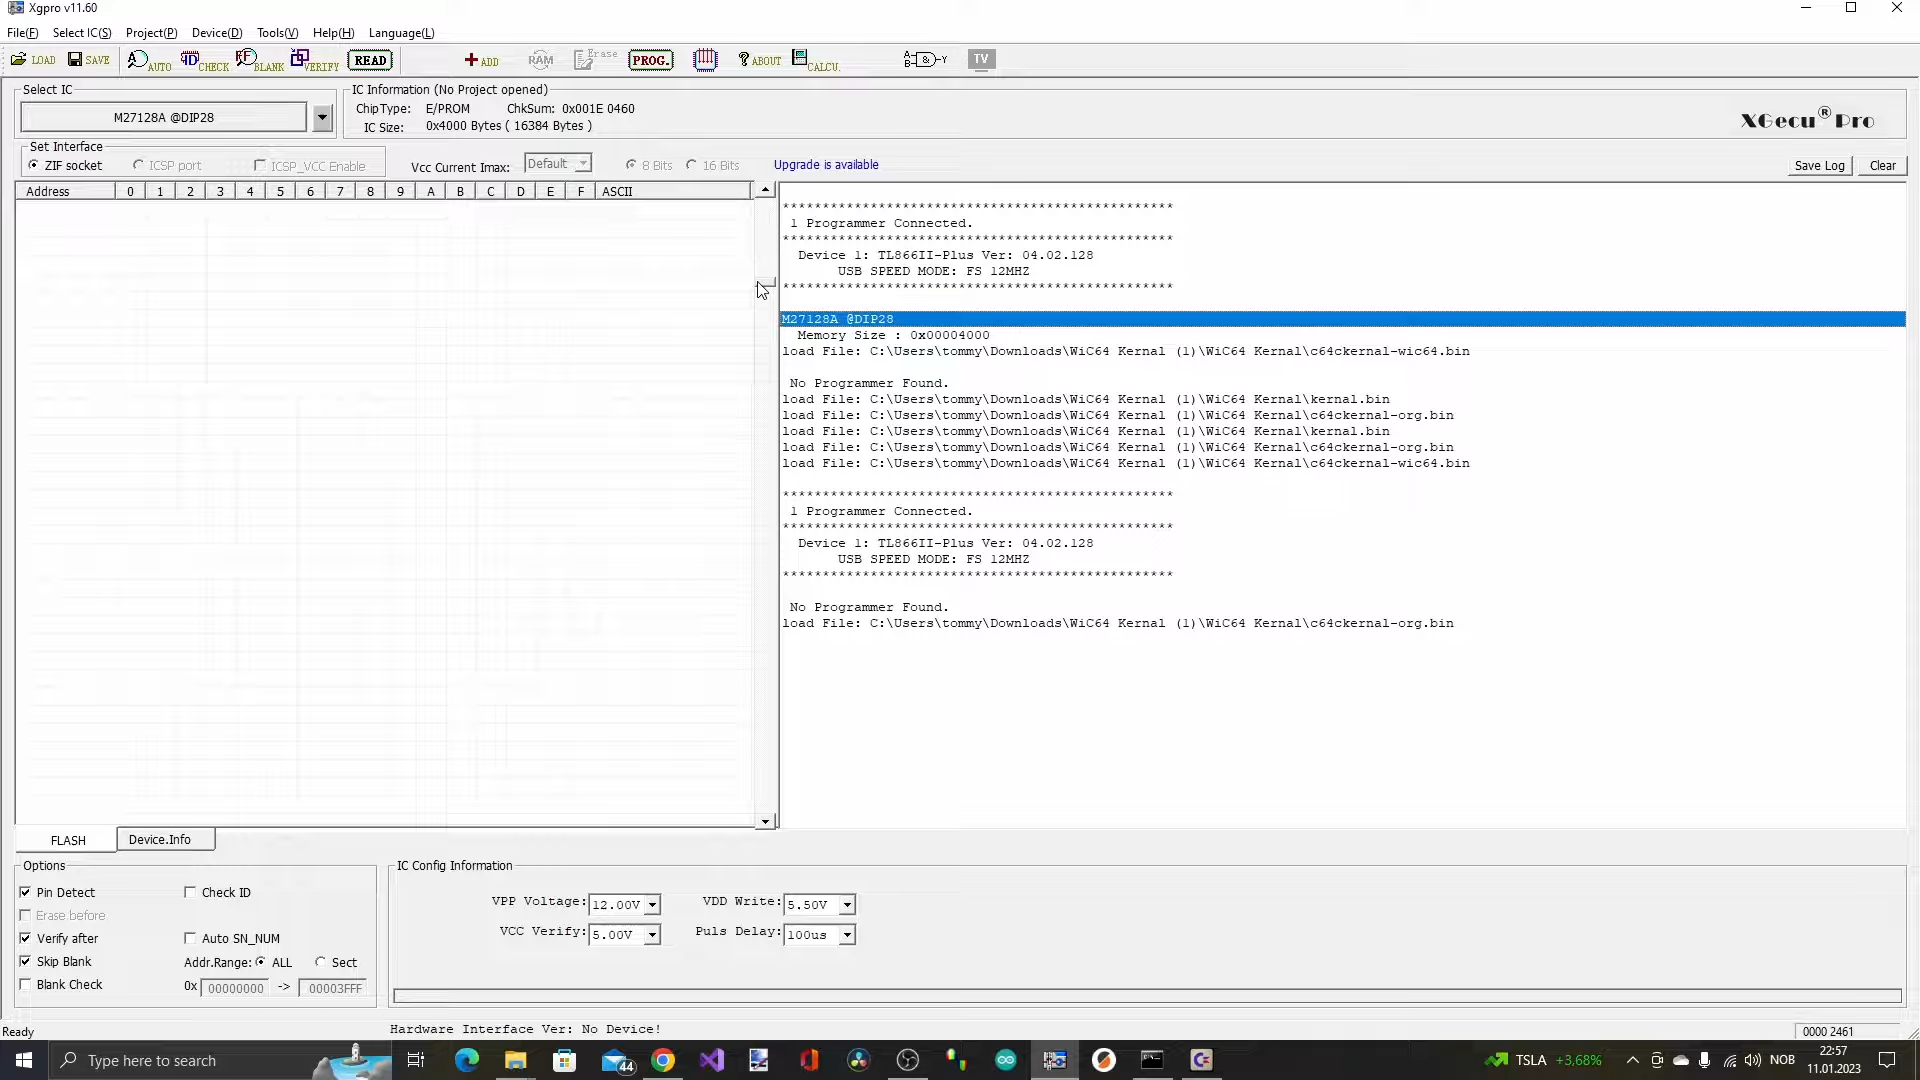 Xgpro v11.60
File(F) Select IC(S) Project(P) Device(D) Tools(V) Help(H) Language(L)
LOAD SAVE AUTO CHECK BLANK VERIFY READ ADD RAM Erase PROG. ABOUT CALCU. A B & Y TV
Select IC
M27128A @DIP28
IC Information (No Project opened)
ChipType: E/PROM ChkSum: 0x001E 0460
IC Size: 0x4000 Bytes ( 16384 Bytes )
XGecu® Pro
Set Interface
ZIF socket ICSP port ICSP_VCC Enable Vcc Current Imax: Default 8 Bits 16 Bits Upgrade is available Save Log Clear
Address 0 1 2 3 4 5 6 7 8 9 A B C D E F ASCII
*************************************************
1 Programmer Connected.
*************************************************
Device 1: TL866II-Plus Ver: 04.02.128
USB SPEED MODE: FS 12MHZ
*************************************************
M27128A @DIP28
Memory Size : 0x00004000
load File: C:\Users\tommy\Downloads\WiC64 Kernal (1)\WiC64 Kernal\c64ckernal-wic64.bin
No Programmer Found.
load File: C:\Users\tommy\Downloads\WiC64 Kernal (1)\WiC64 Kernal\kernal.bin
load File: C:\Users\tommy\Downloads\WiC64 Kernal (1)\WiC64 Kernal\c64ckernal-org.bin
load File: C:\Users\tommy\Downloads\WiC64 Kernal (1)\WiC64 Kernal\kernal.bin
load File: C:\Users\tommy\Downloads\WiC64 Kernal (1)\WiC64 Kernal\c64ckernal-org.bin
load File: C:\Users\tommy\Downloads\WiC64 Kernal (1)\WiC64 Kernal\c64ckernal-wic64.bin
*************************************************
1 Programmer Connected.
*************************************************
Device 1: TL866II-Plus Ver: 04.02.128
USB SPEED MODE: FS 12MHZ
*************************************************
No Programmer Found.
load File: C:\Users\tommy\Downloads\WiC64 Kernal (1)\WiC64 Kernal\c64ckernal-org.bin
FLASH Device.Info
Options
Pin Detect Check ID
Erase before
Verify after Auto SN_NUM
Skip Blank Addr.Range: ALL Sect
Blank Check 0x 00000000 -> 00003FFF
IC Config Information
VPP Voltage: 12.00V VDD Write: 5.50V
VCC Verify: 5.00V Puls Delay: 100us
Ready Hardware Interface Ver: No Device! 0000 2461
Type here to search 44 TSLA +3,68% NOB 22:57
11.01.2023